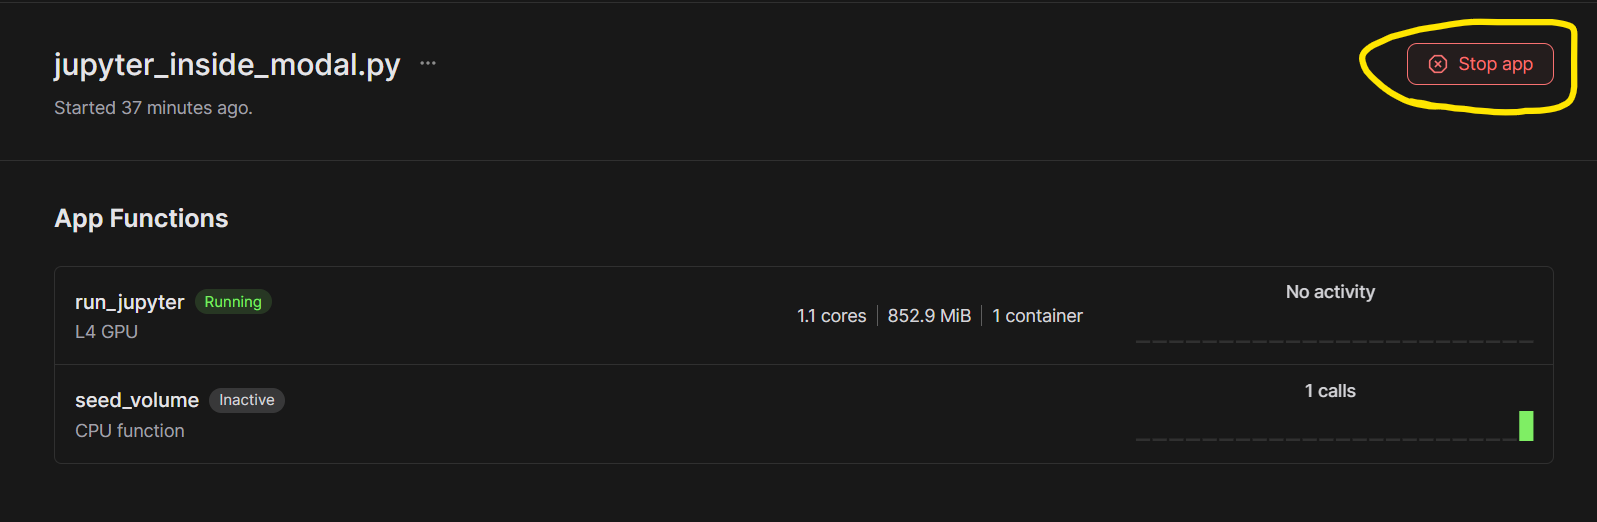 jupyter_inside_modal.py ...
Stop app
Started 37 minutes ago.
App Functions
run_jupyter Running
L4 GPU
1.1 cores | 852.9 MiB | 1 container
No activity
seed_volume Inactive
CPU function
1 calls